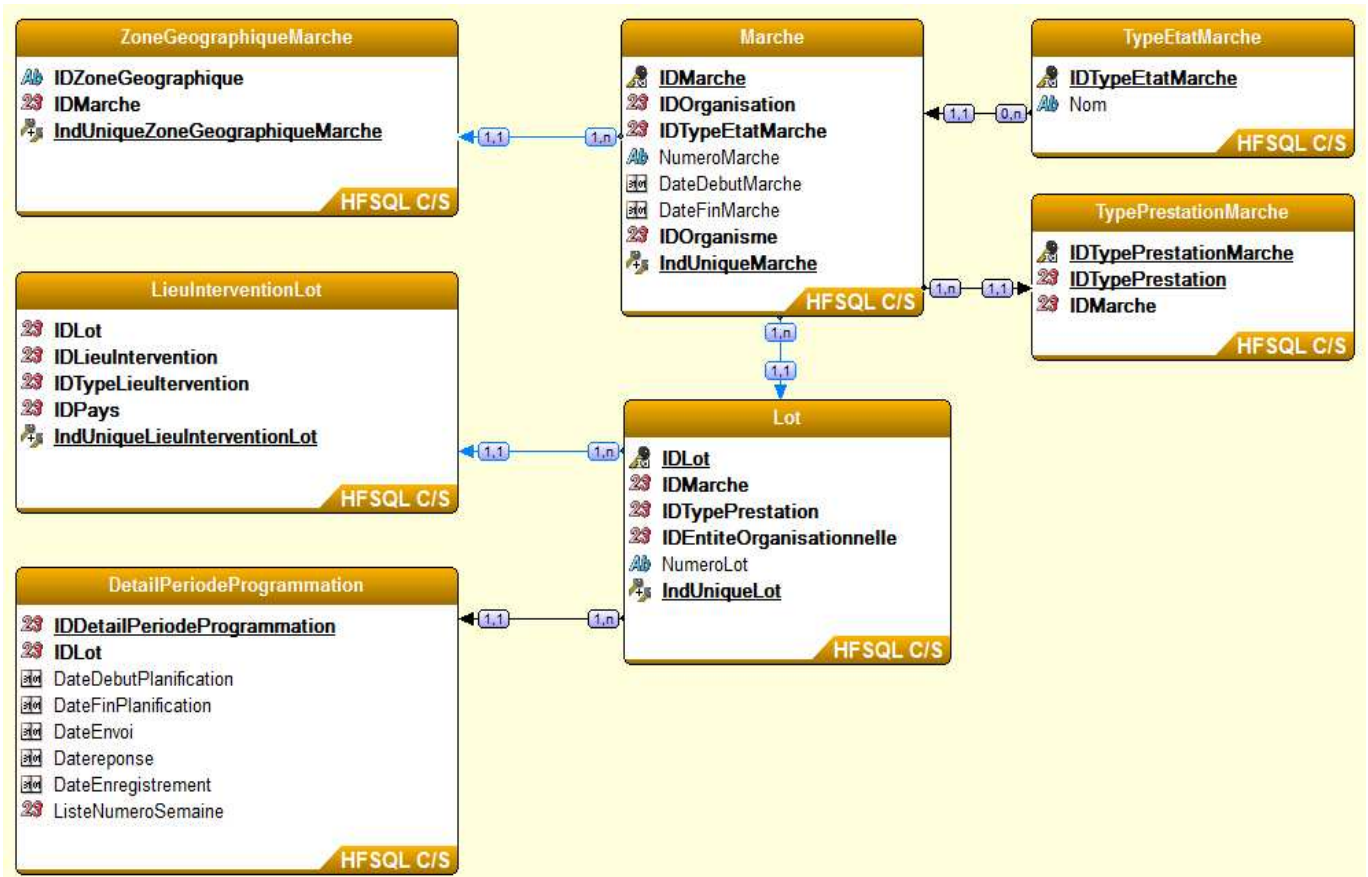 ZoneGeographiqueMarche
IDZoneGeographique
IDMarche
IndUniqueZoneGeographiqueMarche
HFSQL C/S
1,1
1,n
Marche
IDMarche
IDOrganisation
IDTypeEtatMarche
NumeroMarche
DateDebutMarche
DateFinMarche
IDOrganisme
IndUniqueMarche
HFSQL C/S
1,1
0,n
TypeEtatMarche
IDTypeEtatMarche
Nom
HFSQL C/S
1,n
1,1
TypePrestationMarche
IDTypePrestationMarche
IDTypePrestation
IDMarche
HFSQL C/S
1,n
1,1
LieuInterventionLot
IDLot
IDLieuIntervention
IDTypeLieuItervention
IDPays
IndUniqueLieuInterventionLot
HFSQL C/S
1,1
1,n
Lot
IDLot
IDMarche
IDTypePrestation
IDEntiteOrganisationnelle
NumeroLot
IndUniqueLot
HFSQL C/S
DetailPeriodeProgrammation
IDDetailPeriodeProgrammation
IDLot
DateDebutPlanification
DateFinPlanification
DateEnvoi
Datereponse
DateEnregistrement
ListeNumeroSemaine
HFSQL C/S
1,1
1,n